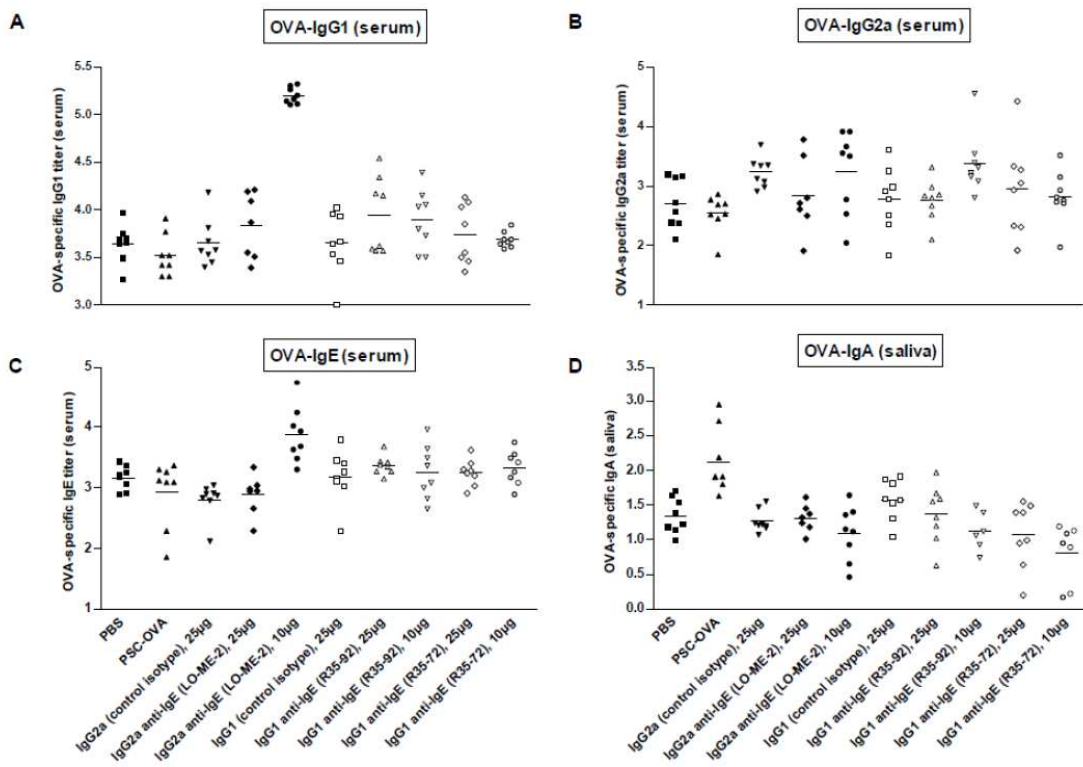 A
OVA-IgG1 (serum)
OVA-specific IgG1 titer (serum)
5.5
5.0
4.5
4.0
3.5
3.0
B
OVA-IgG2a (serum)
OVA-specific IgG2a titer (serum)
5
4
3
2
1
C
OVA-IgE (serum)
OVA-specific IgE titer (serum)
5
4
3
2
1
PBS
PSC-OVA
IgG2a (control isotype), 25µg
IgG2a anti-IgE (LO-ME-2), 25µg
IgG2a anti-IgE (LO-ME-2), 10µg
IgG1 (control isotype), 25µg
IgG1 anti-IgE (R35-92), 25µg
IgG1 anti-IgE (R35-92), 10µg
IgG1 anti-IgE (R35-72), 25µg
IgG1 anti-IgE (R35-72), 10µg
D
OVA-IgA (saliva)
OVA-specific IgA (saliva)
3.5
3.0
2.5
2.0
1.5
1.0
0.5
0.0
PBS
PSC-OVA
IgG2a (control isotype), 25µg
IgG2a anti-IgE (LO-ME-2), 25µg
IgG2a anti-IgE (LO-ME-2), 10µg
IgG1 (control isotype), 25µg
IgG1 anti-IgE (R35-92), 25µg
IgG1 anti-IgE (R35-92), 10µg
IgG1 anti-IgE (R35-72), 25µg
IgG1 anti-IgE (R35-72), 10µg